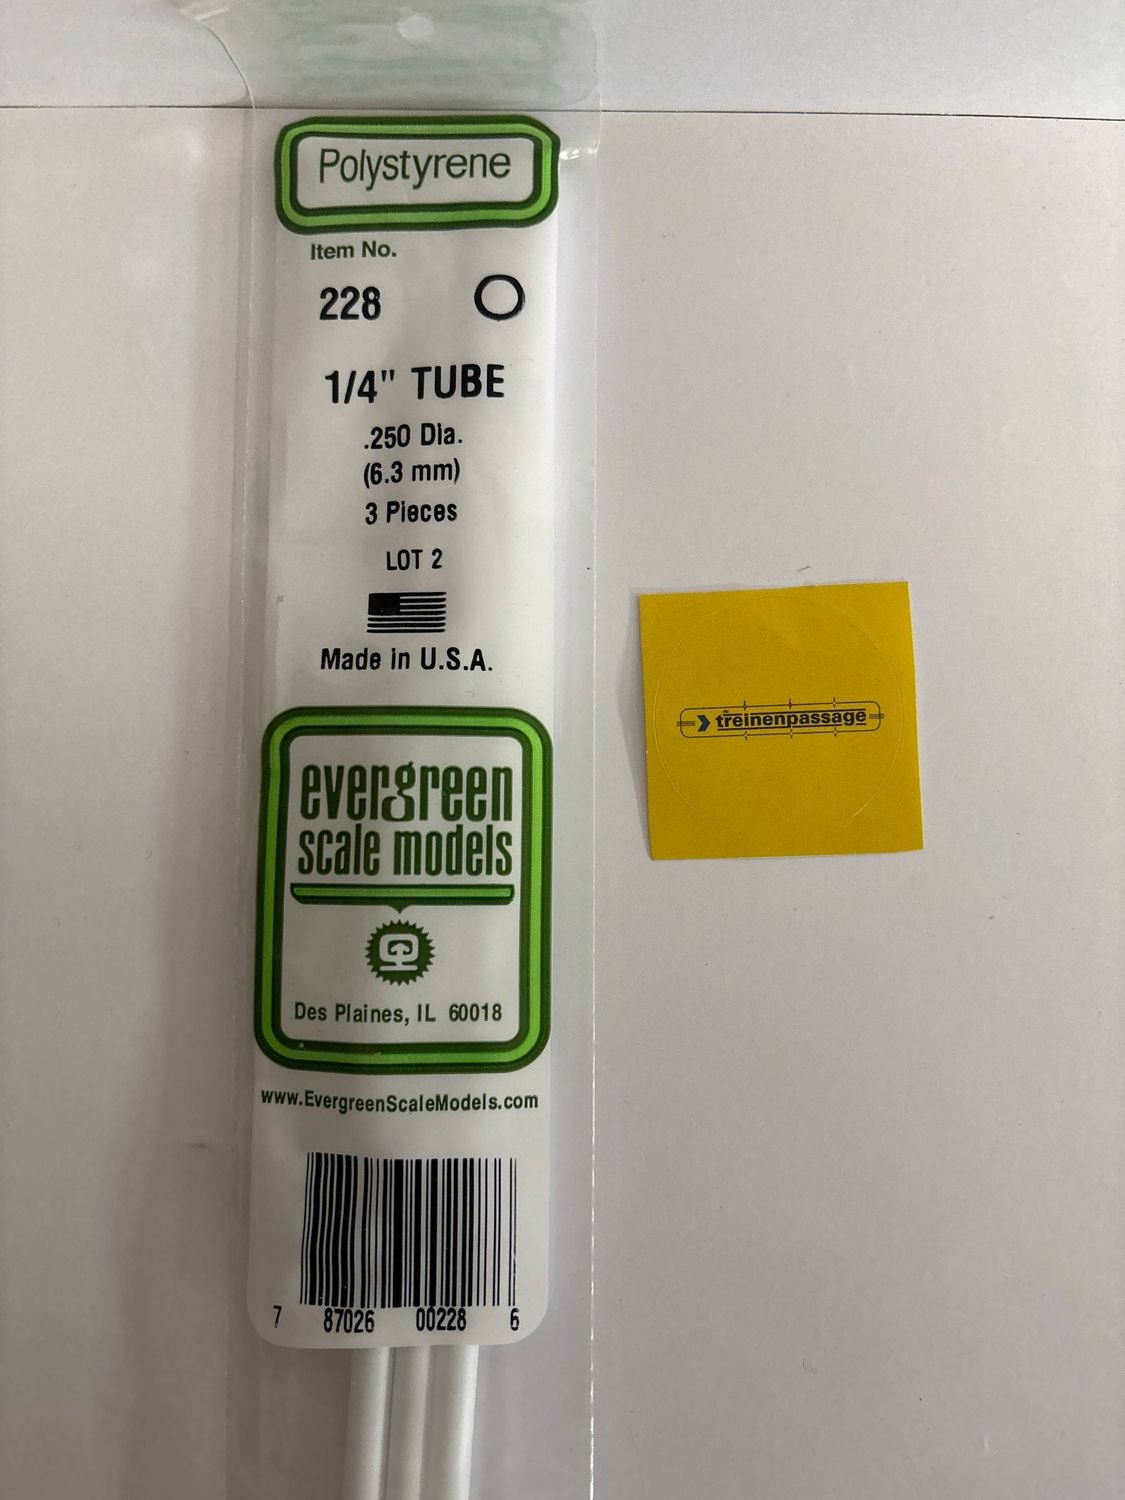 Polystyrene
Item No.
228
1/4" TUBE
.250 Dia.
(6.3 mm)
3 Pieces
LOT 2
Made in U.S.A.
evergreen
scale models
Des Plaines, IL 60018
www.EvergreenScaleModels.com
7 87026 00228 6
de
treinenpassage